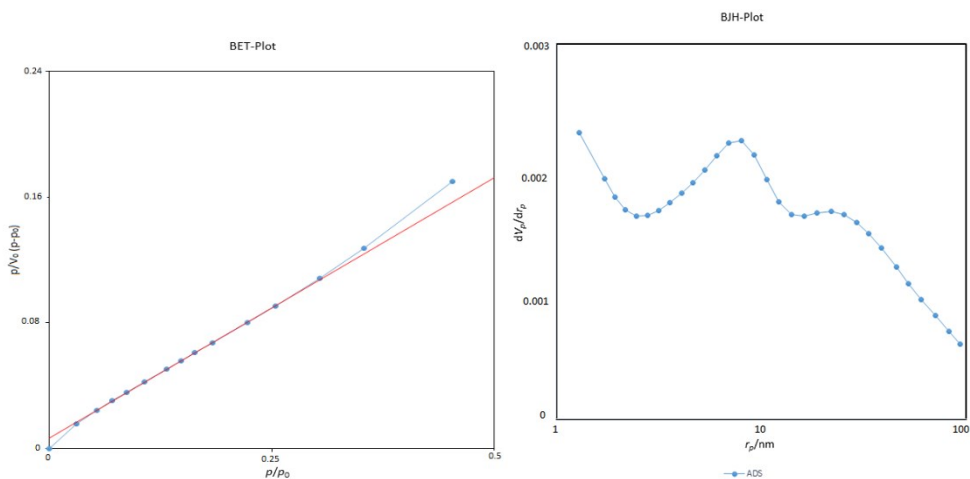 BET-Plot
0.24
0.16
0.08
0
0
0.25
0.5
p/V₀ (p-p₀)
p/p₀
BJH-Plot
0.003
0.002
0.001
0
1
10
100
dVₚ/drₚ
rₚ/nm
ADS